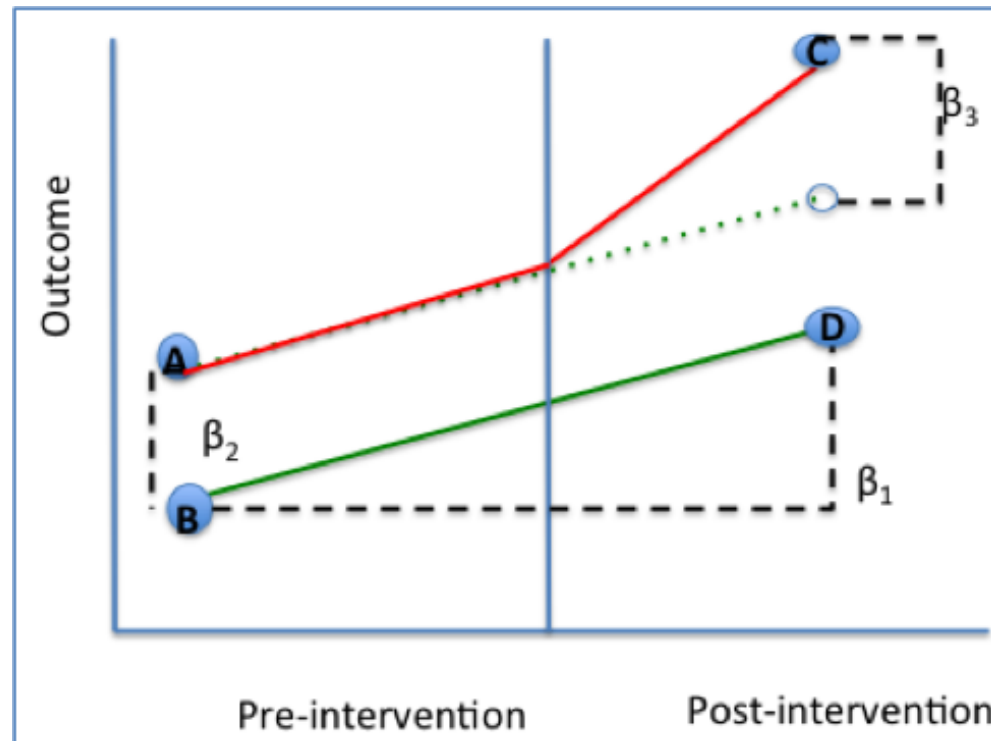 Outcome
A
B
C
D
β₁
β₂
β₃
Pre-intervention
Post-intervention